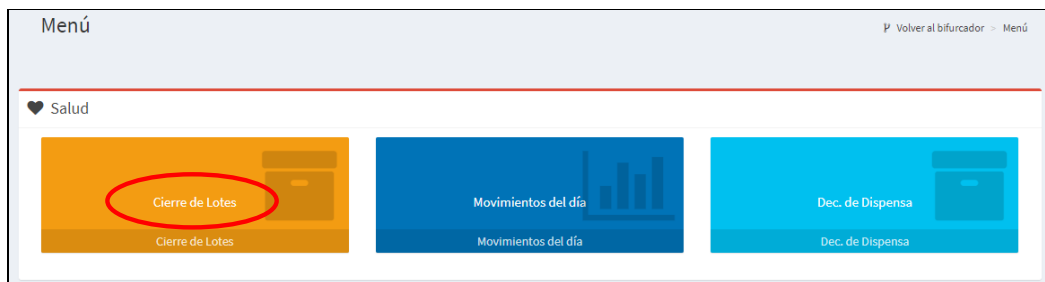 Menú
Volver al bifurcador > Menú
Salud
Cierre de Lotes
Movimientos del día
Dec. de Dispensa
Cierre de Lotes
Movimientos del día
Dec. de Dispensa